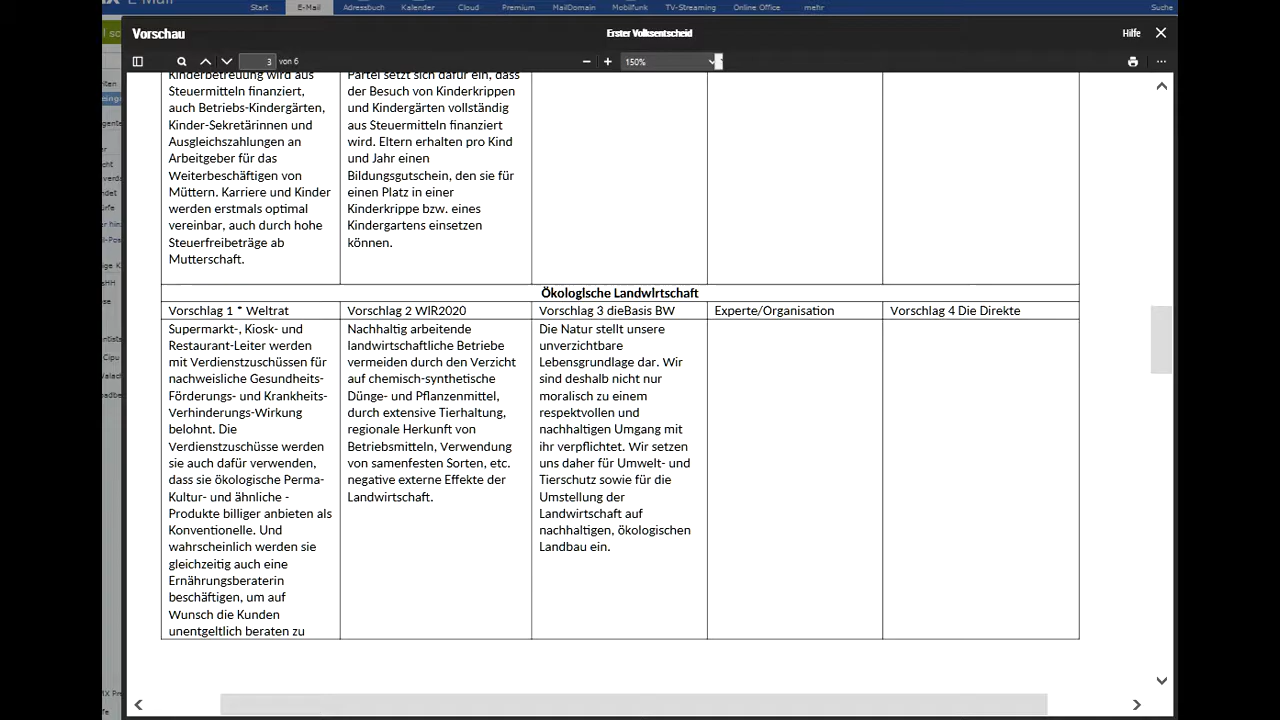 E-Mail
Start E-Mail Adressbuch Kalender Cloud Premium MailDomain Mobilfunk TV-Streaming Online Office mehr Suche
Vorschau Erster Volksentscheid Hilfe
3 von 6 150%
Kinderbetreuung wird aus
Steuermitteln finanziert,
auch Betriebs-Kindergärten,
Kinder-Sekretärinnen und
Ausgleichszahlungen an
Arbeitgeber für das
Weiterbeschäftigen von
Müttern. Karriere und Kinder
werden erstmals optimal
vereinbar, auch durch hohe
Steuerfreibeträge ab
Mutterschaft.
Partei setzt sich dafür ein, dass
der Besuch von Kinderkrippen
und Kindergärten vollständig
aus Steuermitteln finanziert
wird. Eltern erhalten pro Kind
und Jahr einen
Bildungsgutschein, den sie für
einen Platz in einer
Kinderkrippe bzw. eines
Kindergartens einsetzen
können.
Ökologische Landwirtschaft
Vorschlag 1 * Weltrat
Vorschlag 2 WIR2020
Vorschlag 3 dieBasis BW
Experte/Organisation
Vorschlag 4 Die Direkte
Supermarkt-, Kiosk- und
Restaurant-Leiter werden
mit Verdienstzuschüssen für
nachweisliche Gesundheits-
Förderungs- und Krankheits-
Verhinderungs-Wirkung
belohnt. Die
Verdienstzuschüsse werden
sie auch dafür verwenden,
dass sie ökologische Perma-
Kultur- und ähnliche -
Produkte billiger anbieten als
Konventionelle. Und
wahrscheinlich werden sie
gleichzeitig auch eine
Ernährungsberaterin
beschäftigen, um auf
Wunsch die Kunden
unentgeltlich beraten zu
Nachhaltig arbeitende
landwirtschaftliche Betriebe
vermeiden durch den Verzicht
auf chemisch-synthetische
Dünge- und Pflanzenmittel,
durch extensive Tierhaltung,
regionale Herkunft von
Betriebsmitteln, Verwendung
von samenfesten Sorten, etc.
negative externe Effekte der
Landwirtschaft.
Die Natur stellt unsere
unverzichtbare
Lebensgrundlage dar. Wir
sind deshalb nicht nur
moralisch zu einem
respektvollen und
nachhaltigen Umgang mit
ihr verpflichtet. Wir setzen
uns daher für Umwelt- und
Tierschutz sowie für die
Umstellung der
Landwirtschaft auf
nachhaltigen, ökologischen
Landbau ein.